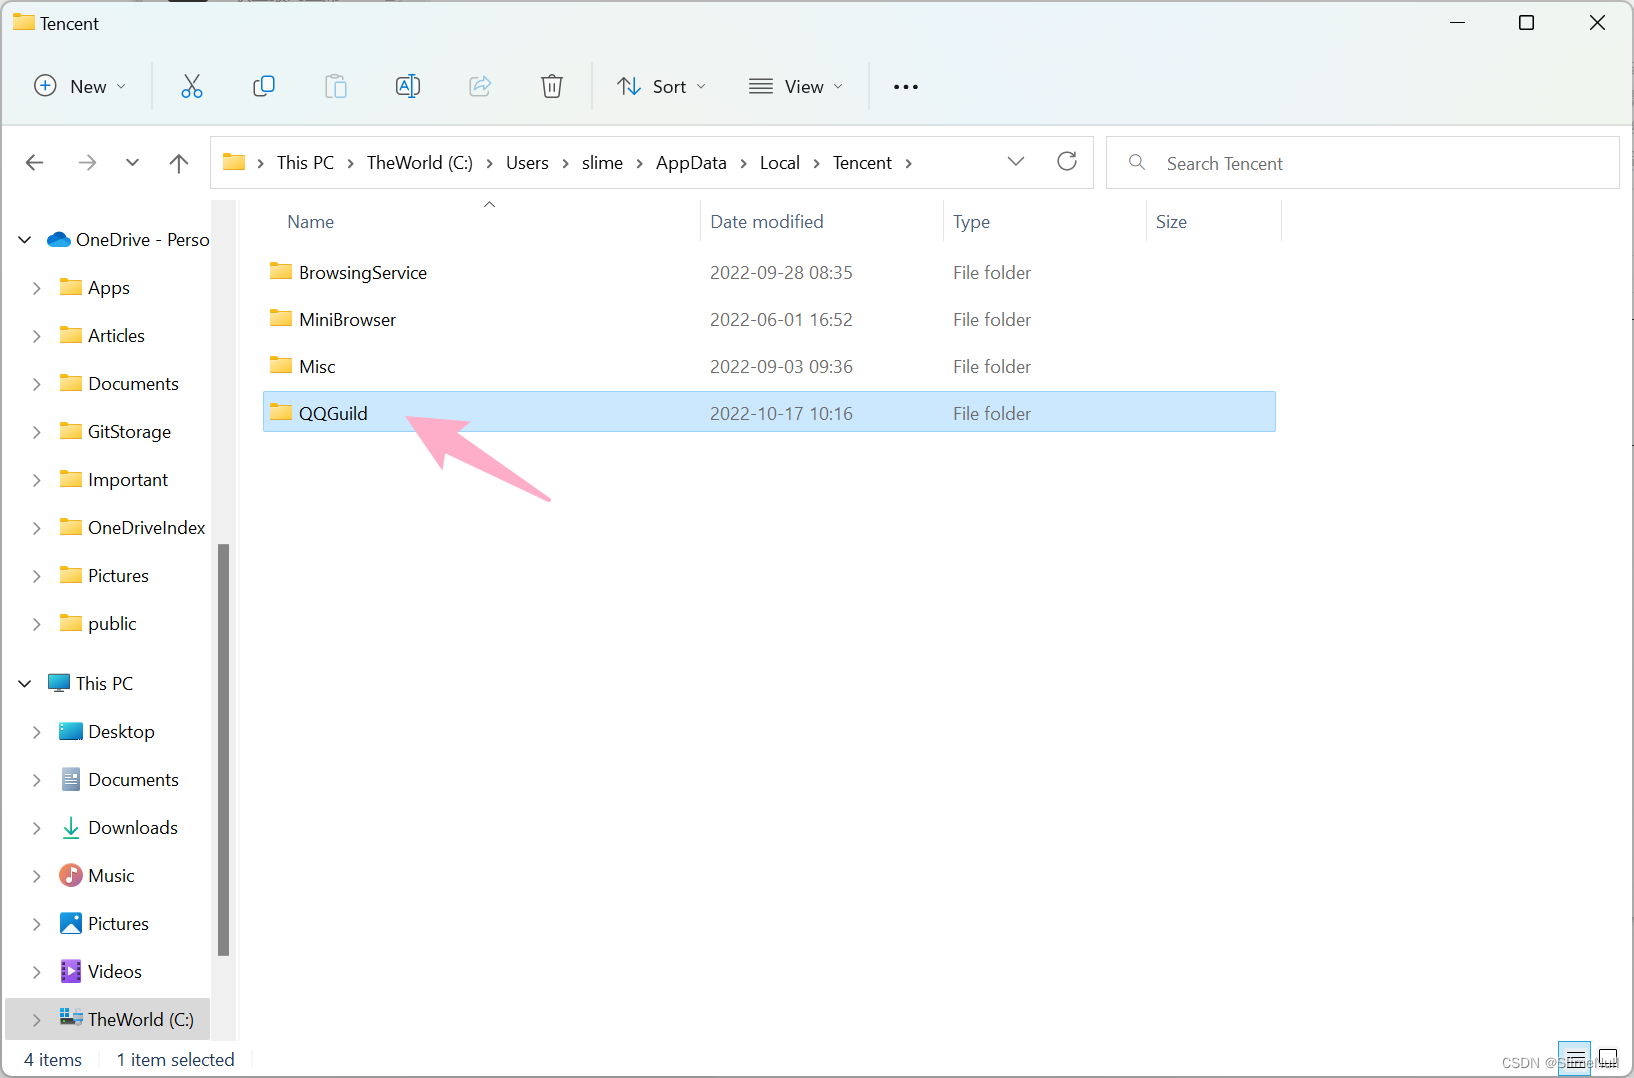 Tencent
New
Sort
View
This PC > TheWorld (C:) > Users > slime > AppData > Local > Tencent >
Search Tencent
Name
Date modified
Type
Size
OneDrive - Perso
Apps
Articles
Documents
GitStorage
Important
OneDriveIndex
Pictures
public
This PC
Desktop
Documents
Downloads
Music
Pictures
Videos
TheWorld (C:)
BrowsingService 2022-09-28 08:35 File folder
MiniBrowser 2022-06-01 16:52 File folder
Misc 2022-09-03 09:36 File folder
QQGuild 2022-10-17 10:16 File folder
4 items 1 item selected
CSDN @SlimeNull